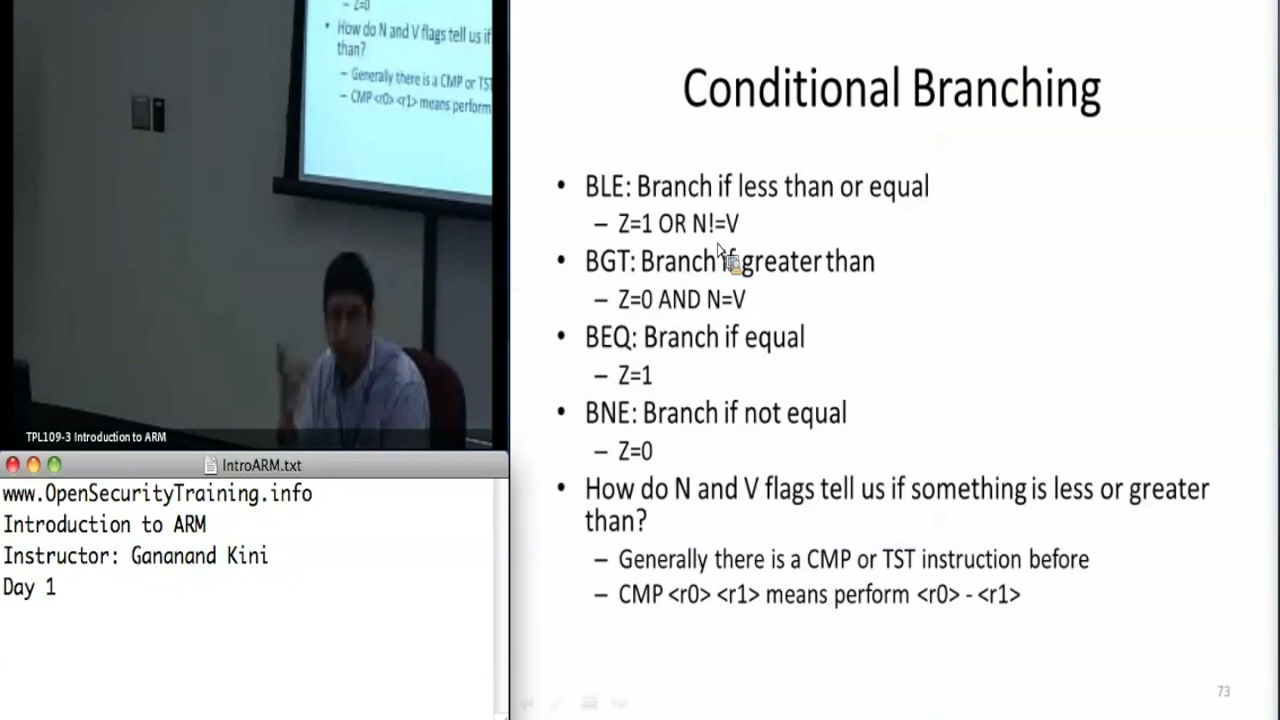 – Z=0
• How do N and V flags tell us if
than?
– Generally there is a CMP or TST
– CMP <r0> <r1> means perform
TPL109-3 Introduction to ARM
IntroARM.txt
www.OpenSecurityTraining.info
Introduction to ARM
Instructor: Gananand Kini
Day 1
Conditional Branching
• BLE: Branch if less than or equal
– Z=1 OR N!=V
• BGT: Branch if greater than
– Z=0 AND N=V
• BEQ: Branch if equal
– Z=1
• BNE: Branch if not equal
– Z=0
• How do N and V flags tell us if something is less or greater
than?
– Generally there is a CMP or TST instruction before
– CMP <r0> <r1> means perform <r0> - <r1>
73